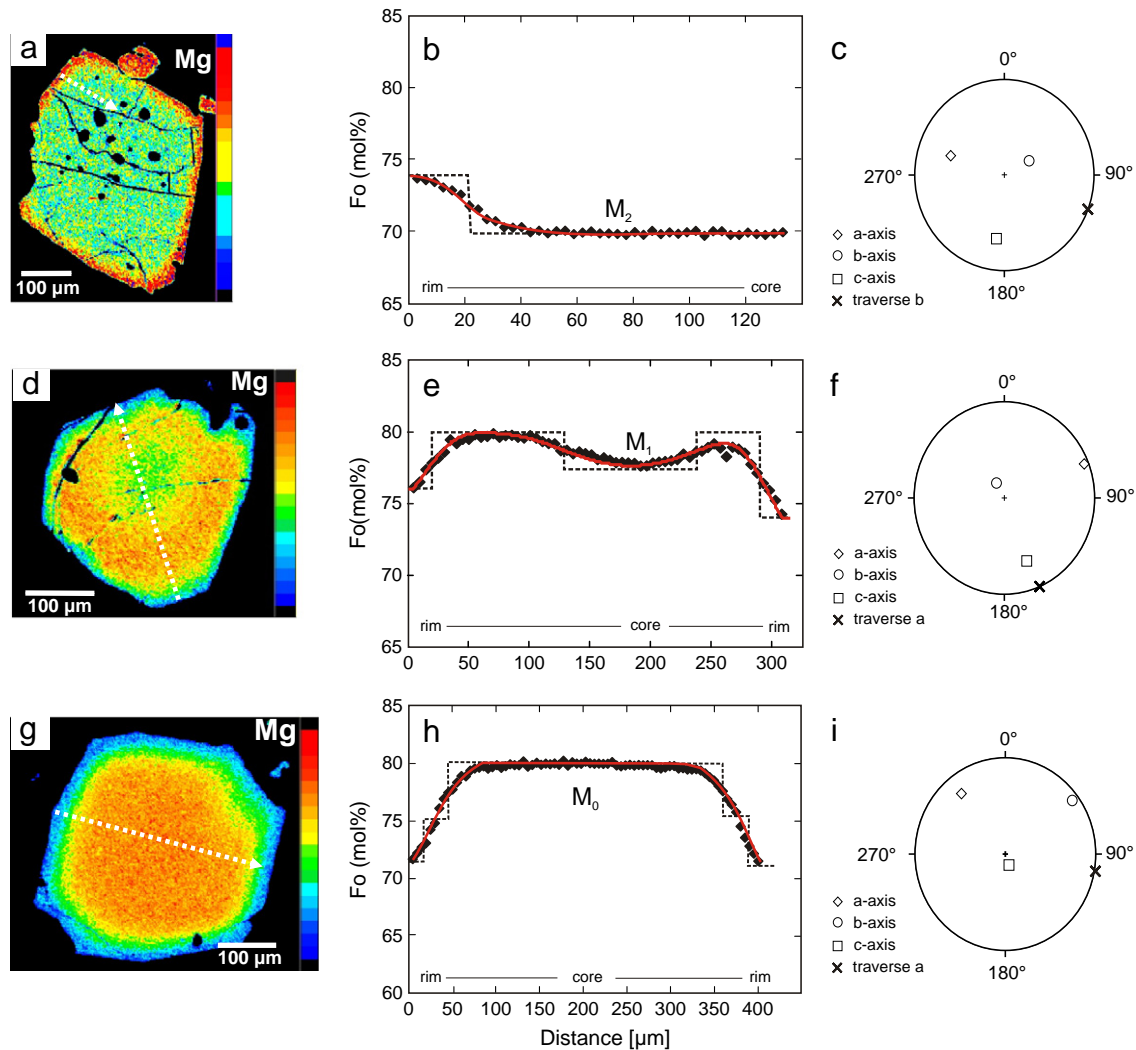 a
Mg
100 µm
b
Fo (mol%)
85
80
75
70
65
M2
rim
core
0 20 40 60 80 100 120
c
0°
270°
90°
180°
a-axis
b-axis
c-axis
traverse b
d
Mg
100 µm
e
Fo(mol%)
85
80
75
70
65
M1
rim
core
rim
0 50 100 150 200 250 300
f
0°
270°
90°
180°
a-axis
b-axis
c-axis
traverse a
g
Mg
100 µm
h
Fo (mol%)
85
80
75
70
65
60
M0
rim
core
rim
0 50 100 150 200 250 300 350 400
Distance [µm]
i
0°
270°
90°
180°
a-axis
b-axis
c-axis
traverse a